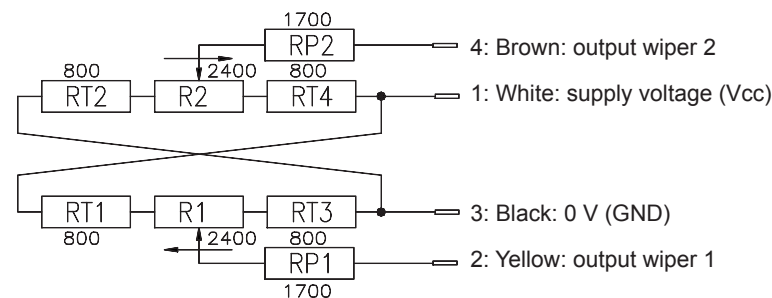 1700
RP2
4: Brown: output wiper 2
800
2400
800
RT2
R2
RT4
1: White: supply voltage (Vcc)
RT1
R1
RT3
3: Black: 0 V (GND)
800
2400
800
RP1
2: Yellow: output wiper 1
1700